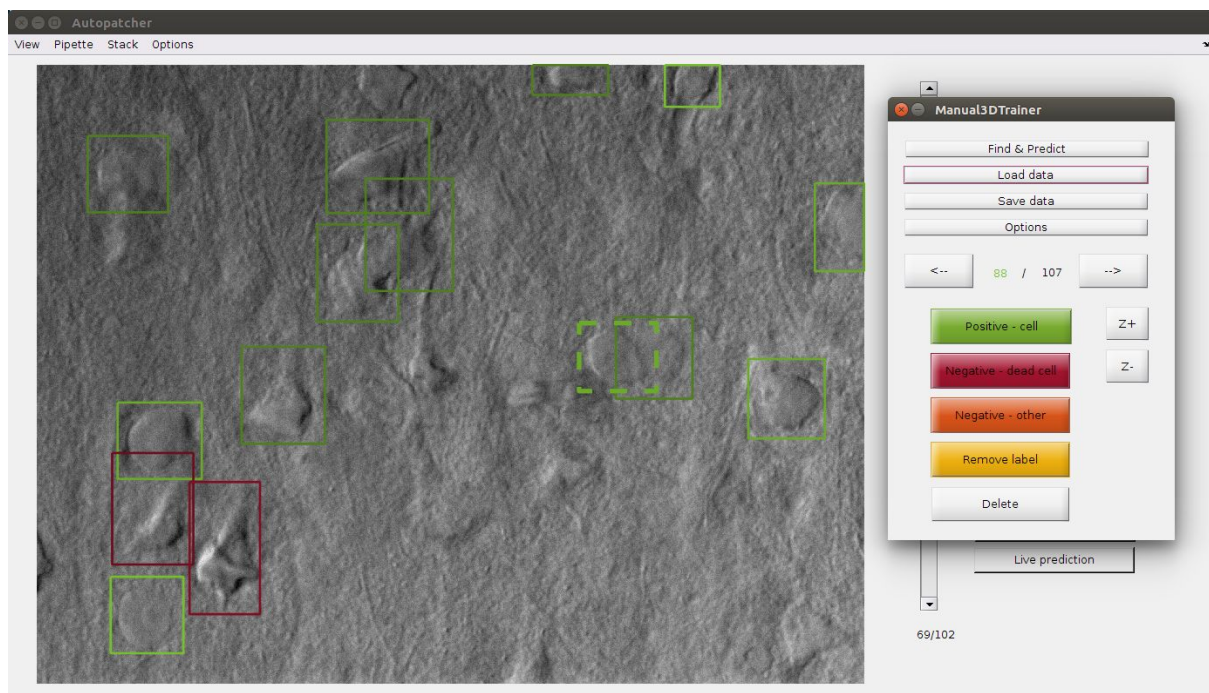 Autopatcher
View Pipette Stack Options
Manual3DTrainer
Find & Predict
Load data
Save data
Options
<-- 88 / 107 -->
Positive - cell
Z+
Negative - dead cell
Z-
Negative - other
Remove label
Delete
Live prediction
69/102